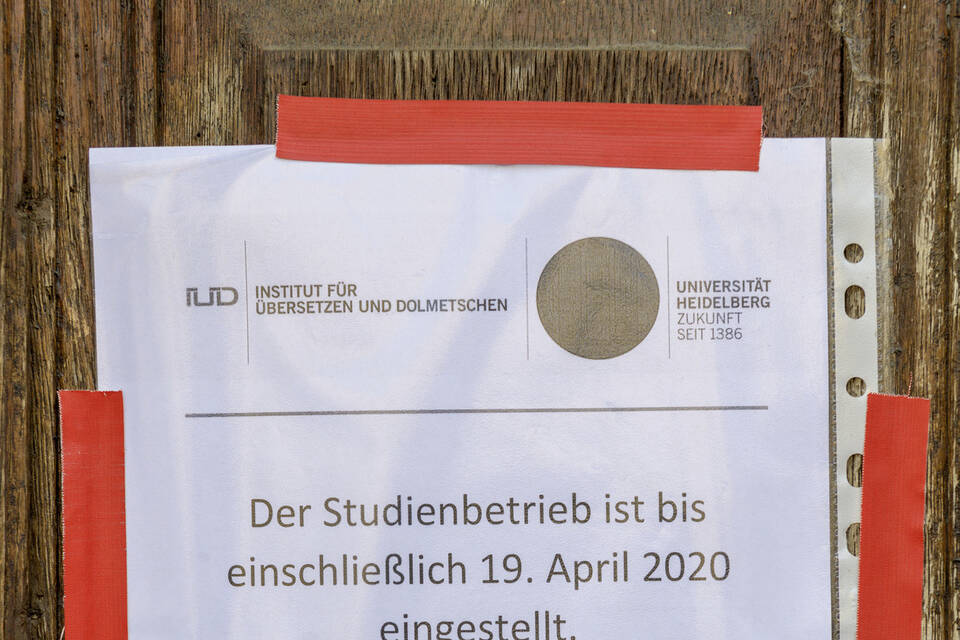 IUD
INSTITUT FÜR
ÜBERSETZEN UND DOLMETSCHEN
UNIVERSITÄT
HEIDELBERG
ZUKUNFT
SEIT 1386
Der Studienbetrieb ist bis
einschließlich 19. April 2020
eingestellt.